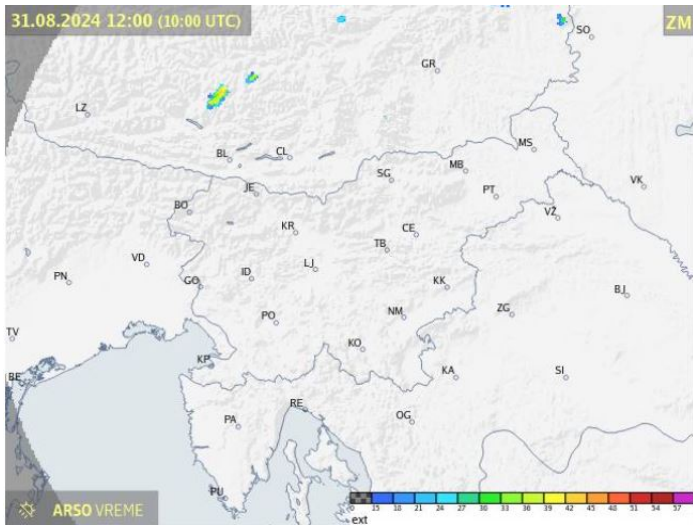 31.08.2024 12:00 (10:00 UTC)
ZM
SO
GR
LZ
MS
BL
CL
MB
SG
VK
JE
PT
BO
VŽ
KR
CE
TB
VD
LJ
ID
PN
GO
KK
BJ
ZG
NM
PO
TV
KO
KP
BE
KA
SI
RE
PA
OG
PU
ARSO VREME
0 15 18 21 24 27 30 33 36 39 42 45 48 51 54 57
ext